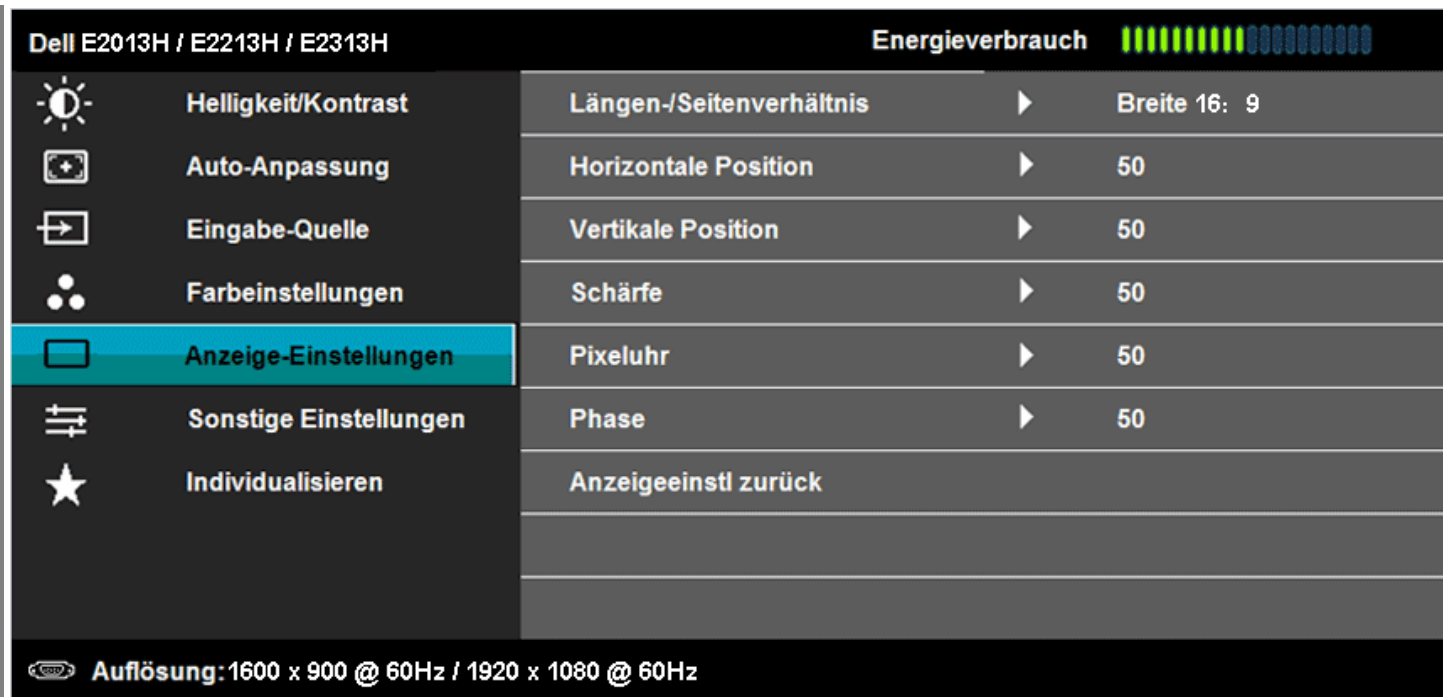 Dell E2013H / E2213H / E2313H Energieverbrauch
Helligkeit/Kontrast Längen-/Seitenverhältnis Breite 16: 9
Auto-Anpassung Horizontale Position 50
Eingabe-Quelle Vertikale Position 50
Farbeinstellungen Schärfe 50
Anzeige-Einstellungen Pixeluhr 50
Sonstige Einstellungen Phase 50
Individualisieren Anzeigeeinstl zurück
Auflösung:1600 x 900 @ 60Hz / 1920 x 1080 @ 60Hz